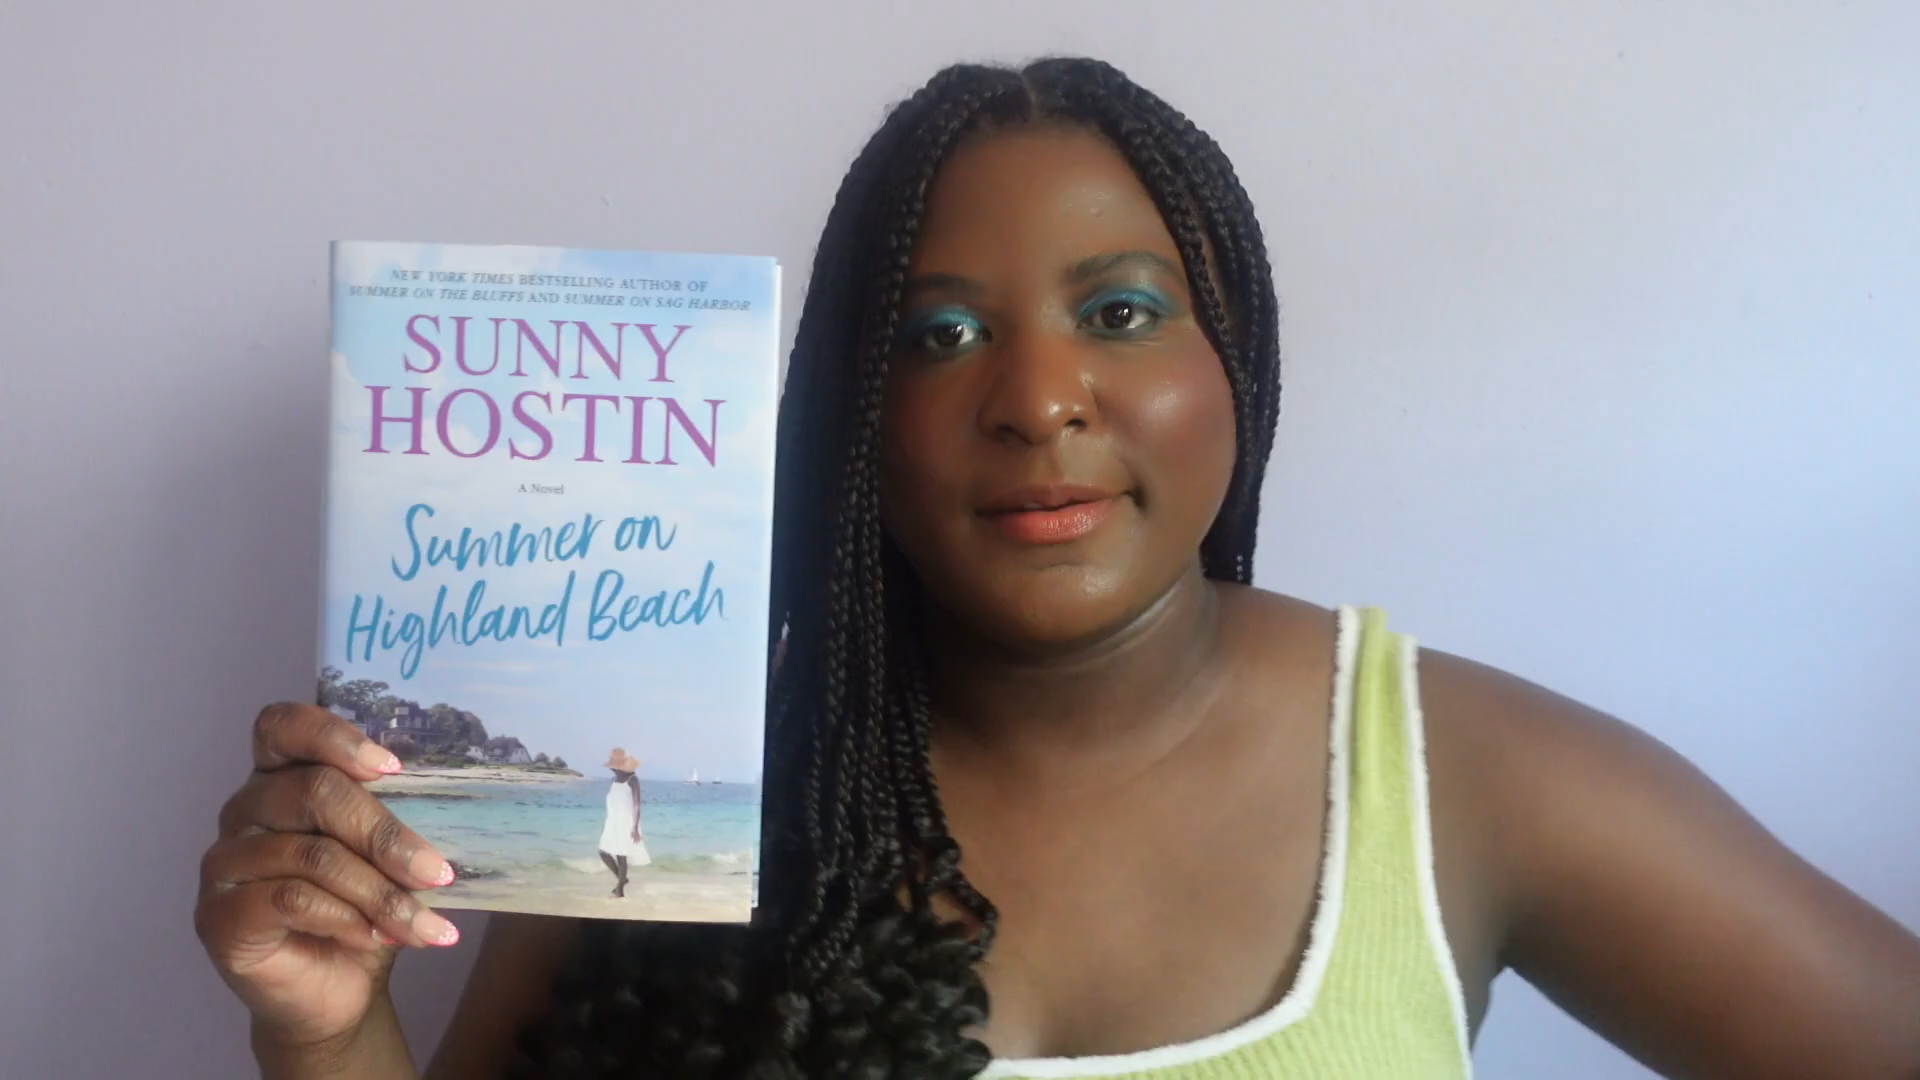 NEW YORK TIMES BESTSELLING AUTHOR OF
SUMMER ON THE BLUFFS AND SUMMER ON SAG HARBOR
SUNNY
HOSTIN
A Novel
Summer on
Highland Beach